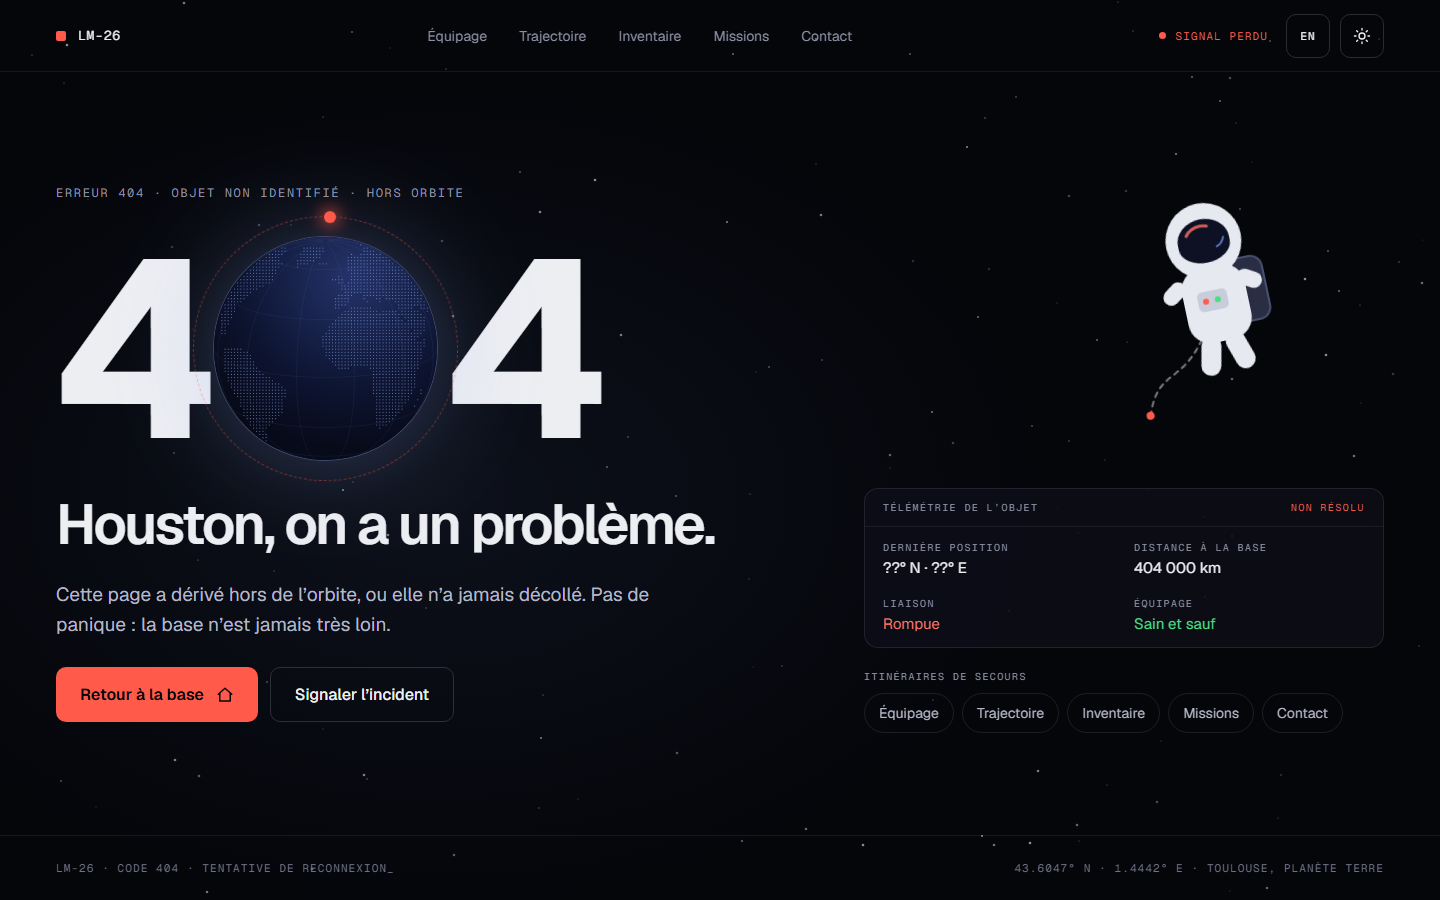 LM-26
Équipage
Trajectoire
Inventaire
Missions
Contact
SIGNAL PERDU
EN
ERREUR 404 · OBJET NON IDENTIFIÉ · HORS ORBITE
4 4
Houston, on a un problème.
Cette page a dérivé hors de l’orbite, ou elle n’a jamais décollé. Pas de
panique : la base n’est jamais très loin.
Retour à la base
Signaler l’incident
TÉLÉMÉTRIE DE L'OBJET
NON RÉSOLU
DERNIÈRE POSITION
??° N · ??° E
DISTANCE À LA BASE
404 000 km
LIAISON
Rompue
ÉQUIPAGE
Sain et sauf
ITINÉRAIRES DE SECOURS
Équipage
Trajectoire
Inventaire
Missions
Contact
LM-26 · CODE 404 · TENTATIVE DE RECONNEXION_
43.6047° N · 1.4442° E · TOULOUSE, PLANÈTE TERRE